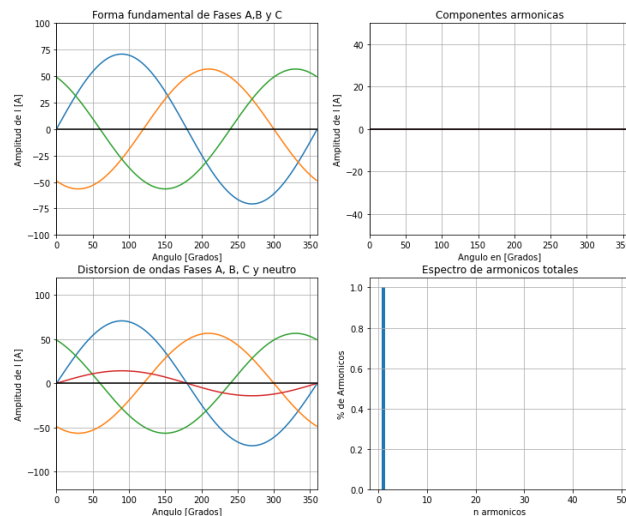 Forma fundamental de Fases A,B y C
Amplitud de I [A]
100
75
50
25
0
−25
−50
−75
−100
0 50 100 150 200 250 300 350
Angulo [Grados]
Componentes armonicas
Amplitud de I [A]
40
20
0
−20
−40
0 50 100 150 200 250 300 350
Angulo en [Grados]
Distorsion de ondas Fases A, B, C y neutro
Amplitud de I [A]
100
50
0
−50
−100
0 50 100 150 200 250 300 350
Angulo [Grados]
Espectro de armonicos totales
% de Armonicos
1.0
0.8
0.6
0.4
0.2
0.0
0 10 20 30 40 50
n armonicos